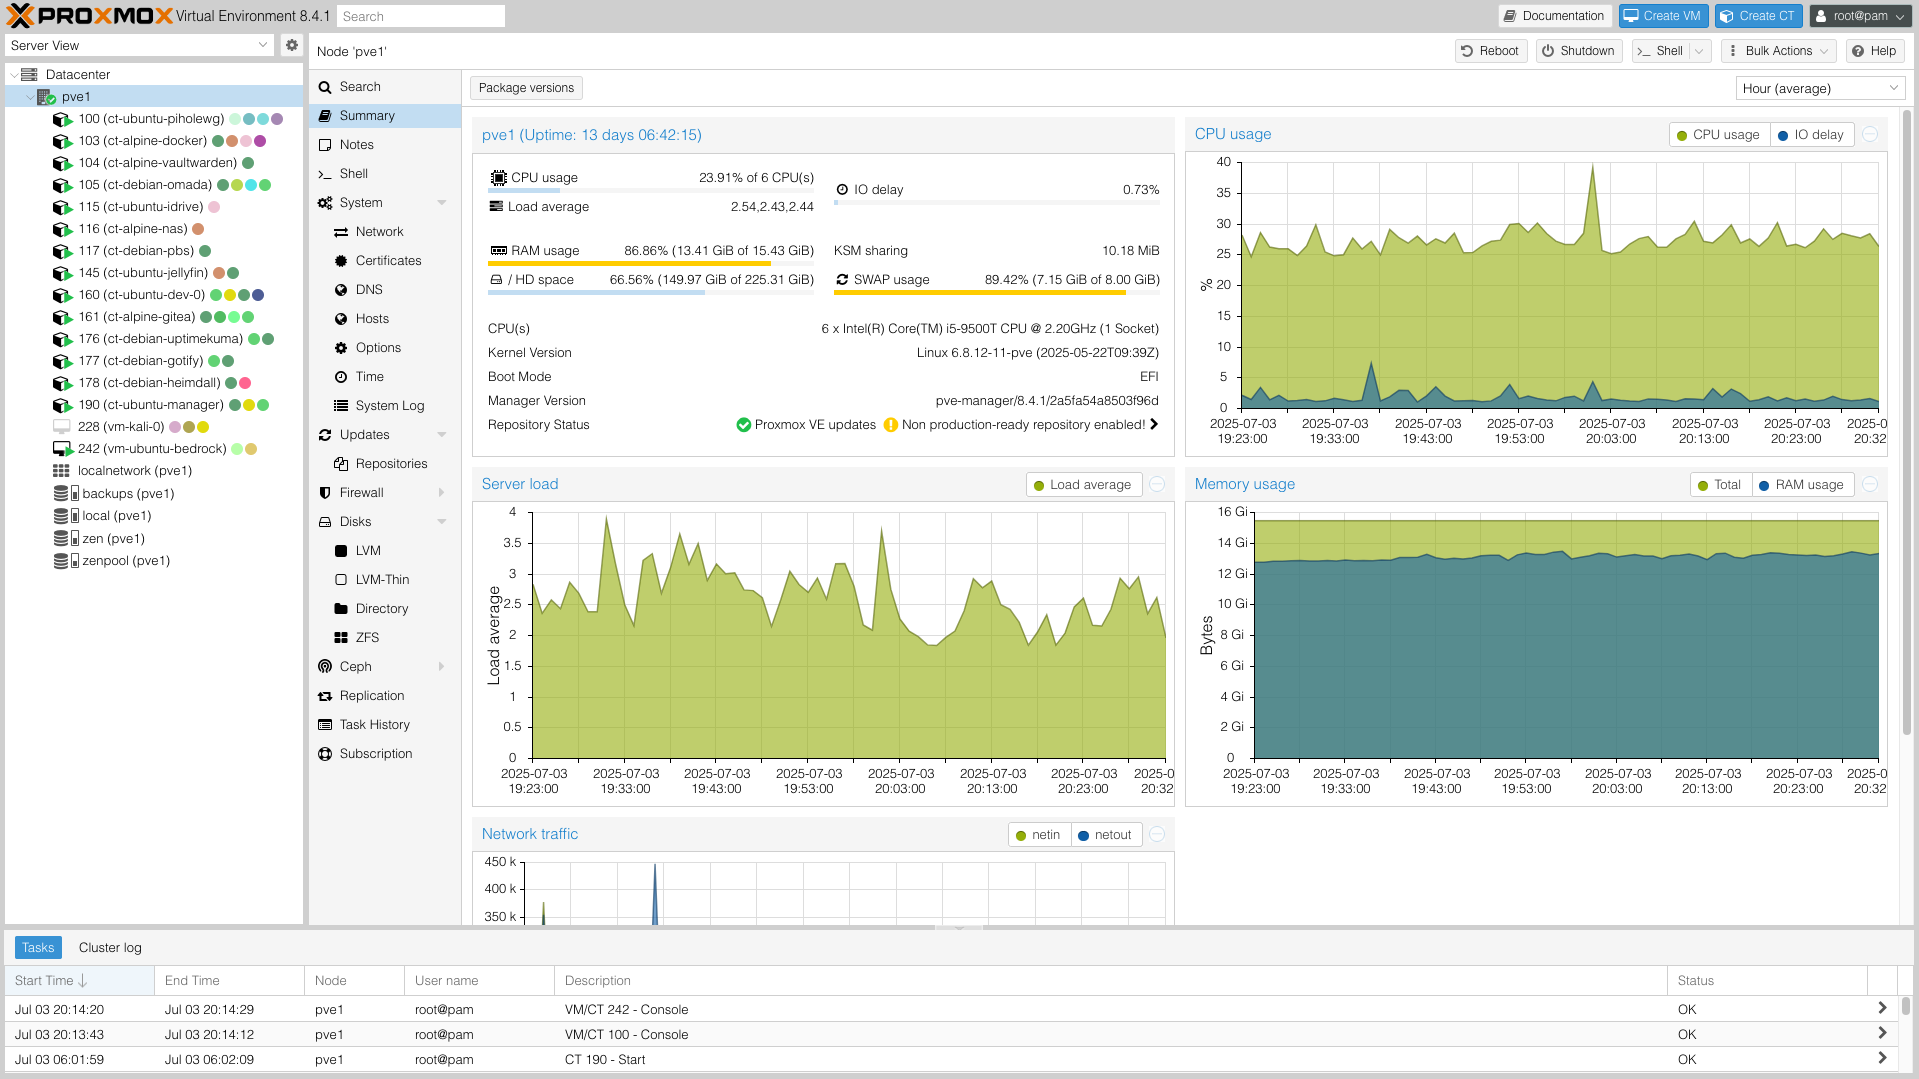 PROXMOX Virtual Environment 8.4.1 Search Documentation Create VM Create CT root@pam
Server View
Node 'pve1' Reboot Shutdown Shell Bulk Actions Help
Datacenter
pve1
100 (ct-ubuntu-piholewg)
103 (ct-alpine-docker)
104 (ct-alpine-vaultwarden)
105 (ct-debian-omada)
115 (ct-ubuntu-idrive)
116 (ct-alpine-nas)
117 (ct-debian-pbs)
145 (ct-ubuntu-jellyfin)
160 (ct-ubuntu-dev-0)
161 (ct-alpine-gitea)
176 (ct-debian-uptimekuma)
177 (ct-debian-gotify)
178 (ct-debian-heimdall)
190 (ct-ubuntu-manager)
228 (vm-kali-0)
242 (vm-ubuntu-bedrock)
localnetwork (pve1)
backups (pve1)
local (pve1)
zen (pve1)
zenpool (pve1)
Search
Summary
Notes
Shell
System
Network
Certificates
DNS
Hosts
Options
Time
System Log
Updates
Repositories
Firewall
Disks
LVM
LVM-Thin
Directory
ZFS
Ceph
Replication
Task History
Subscription
Package versions Hour (average)
pve1 (Uptime: 13 days 06:42:15)
CPU usage 23.91% of 6 CPU(s)
IO delay 0.73%
Load average 2.54,2.43,2.44
RAM usage 86.86% (13.41 GiB of 15.43 GiB) KSM sharing 10.18 MiB
/ HD space 66.56% (149.97 GiB of 225.31 GiB) SWAP usage 89.42% (7.15 GiB of 8.00 GiB)
CPU(s) 6 x Intel(R) Core(TM) i5-9500T CPU @ 2.20GHz (1 Socket)
Kernel Version Linux 6.8.12-11-pve (2025-05-22T09:39Z)
Boot Mode EFI
Manager Version pve-manager/8.4.1/2a5fa54a8503f96d
Repository Status Proxmox VE updates Non production-ready repository enabled!
CPU usage CPU usage IO delay
40
35
30
25
20
15
10
5
0
%
2025-07-03 2025-07-03 2025-07-03 2025-07-03 2025-07-03 2025-07-03 2025-07-03 2025-0
19:23:00 19:33:00 19:43:00 19:53:00 20:03:00 20:13:00 20:23:00 20:32
Server load Load average
4
3.5
3
2.5
2
1.5
1
0.5
0
Load average
2025-07-03 2025-07-03 2025-07-03 2025-07-03 2025-07-03 2025-07-03 2025-07-03 2025-0
19:23:00 19:33:00 19:43:00 19:53:00 20:03:00 20:13:00 20:23:00 20:32
Memory usage Total RAM usage
16 Gi
14 Gi
12 Gi
10 Gi
8 Gi
6 Gi
4 Gi
2 Gi
0
Bytes
2025-07-03 2025-07-03 2025-07-03 2025-07-03 2025-07-03 2025-07-03 2025-07-03 2025-0
19:23:00 19:33:00 19:43:00 19:53:00 20:03:00 20:13:00 20:23:00 20:32
Network traffic netin netout
450 k
400 k
350 k
Tasks Cluster log
Start Time End Time Node User name Description Status
Jul 03 20:14:20 Jul 03 20:14:29 pve1 root@pam VM/CT 242 - Console OK
Jul 03 20:13:43 Jul 03 20:14:12 pve1 root@pam VM/CT 100 - Console OK
Jul 03 06:01:59 Jul 03 06:02:09 pve1 root@pam CT 190 - Start OK